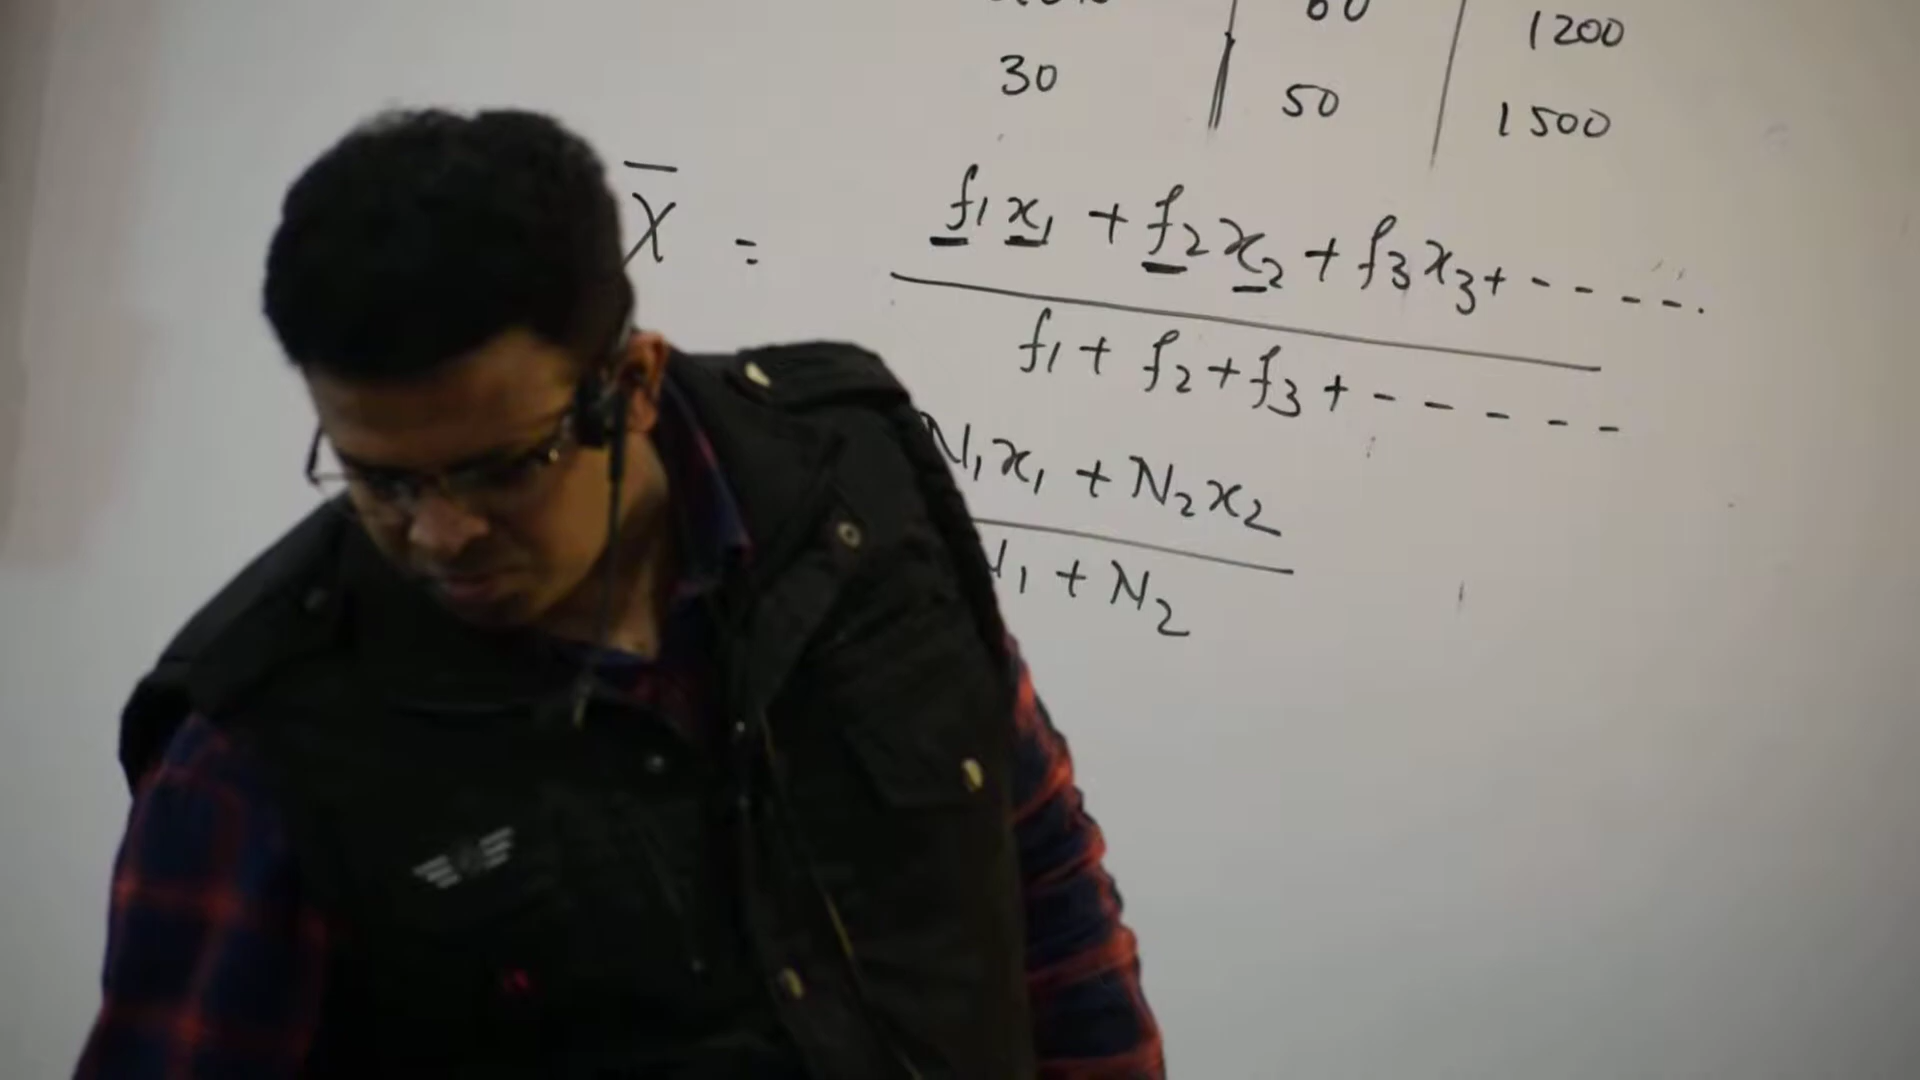 60 1200
30 50 1500
X̄ = f1x1 + f2x2 + f3x3 + - - - - .
f1 + f2 + f3 + - - - - -
N1x1 + N2x2
N1 + N2